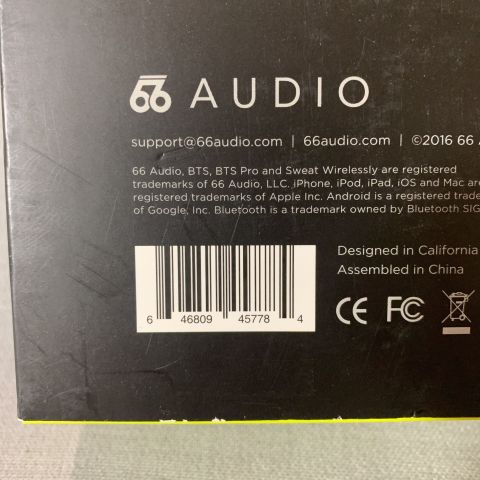 66 AUDIO
support@66audio.com | 66audio.com | ©2016 66
66 Audio, BTS, BTS Pro and Sweat Wirelessly are registered
trademarks of 66 Audio, LLC. iPhone, iPod, iPad, iOS and Mac are
registered trademarks of Apple Inc. Android is a registered
of Google, Inc. Bluetooth is a trademark owned by Bluetooth SIG
Designed in California
Assembled in China
6 46809 45778 4
CE FC